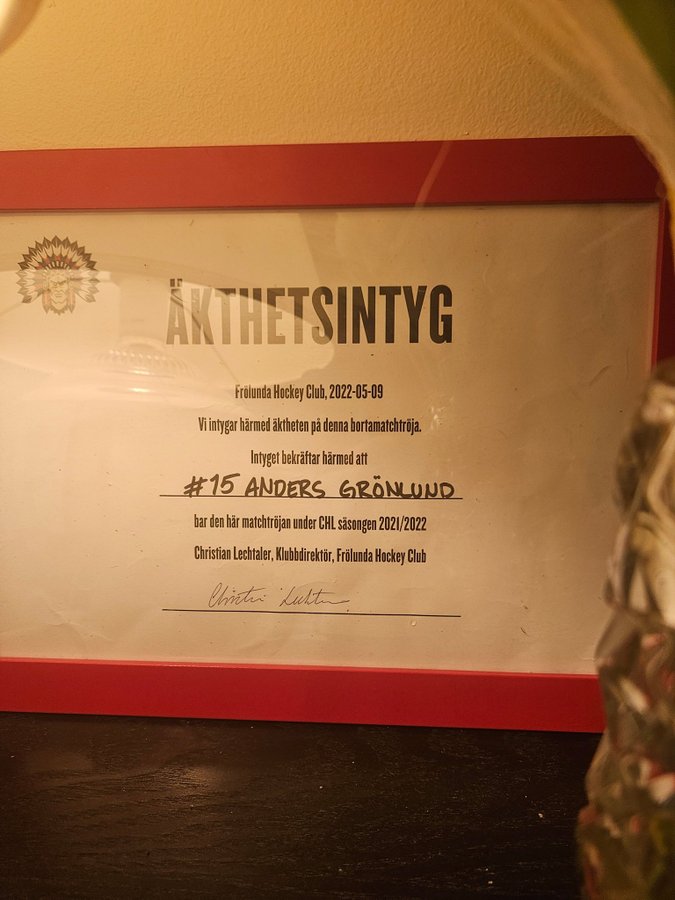 ÄKTHETSINTYG
Frölunda Hockey Club, 2022-05-09
Vi intygar härmed äktheten på denna bortamatchtröja.
Intyget bekräftar härmed att
#15 ANDERS GRÖNLUND
bar den här matchtröjan under CHL säsongen 2021/2022
Christian Lechtaler, Klubbdirektör, Frölunda Hockey Club